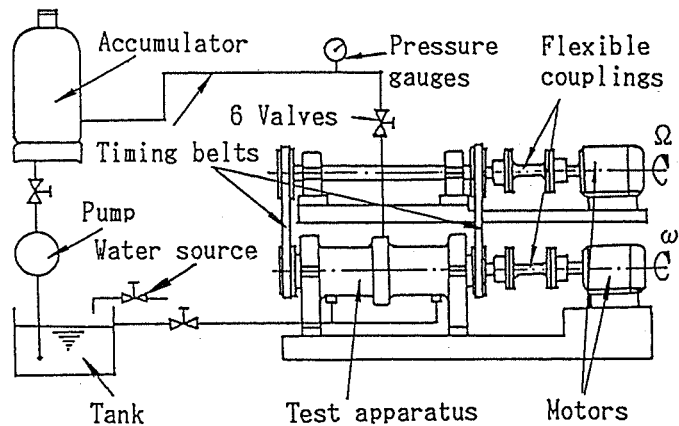 Accumulator
Pressure
gauges
Flexible
couplings
6 Valves
Ω
Timing belts
Pump
Water source
ω
Tank
Test apparatus
Motors